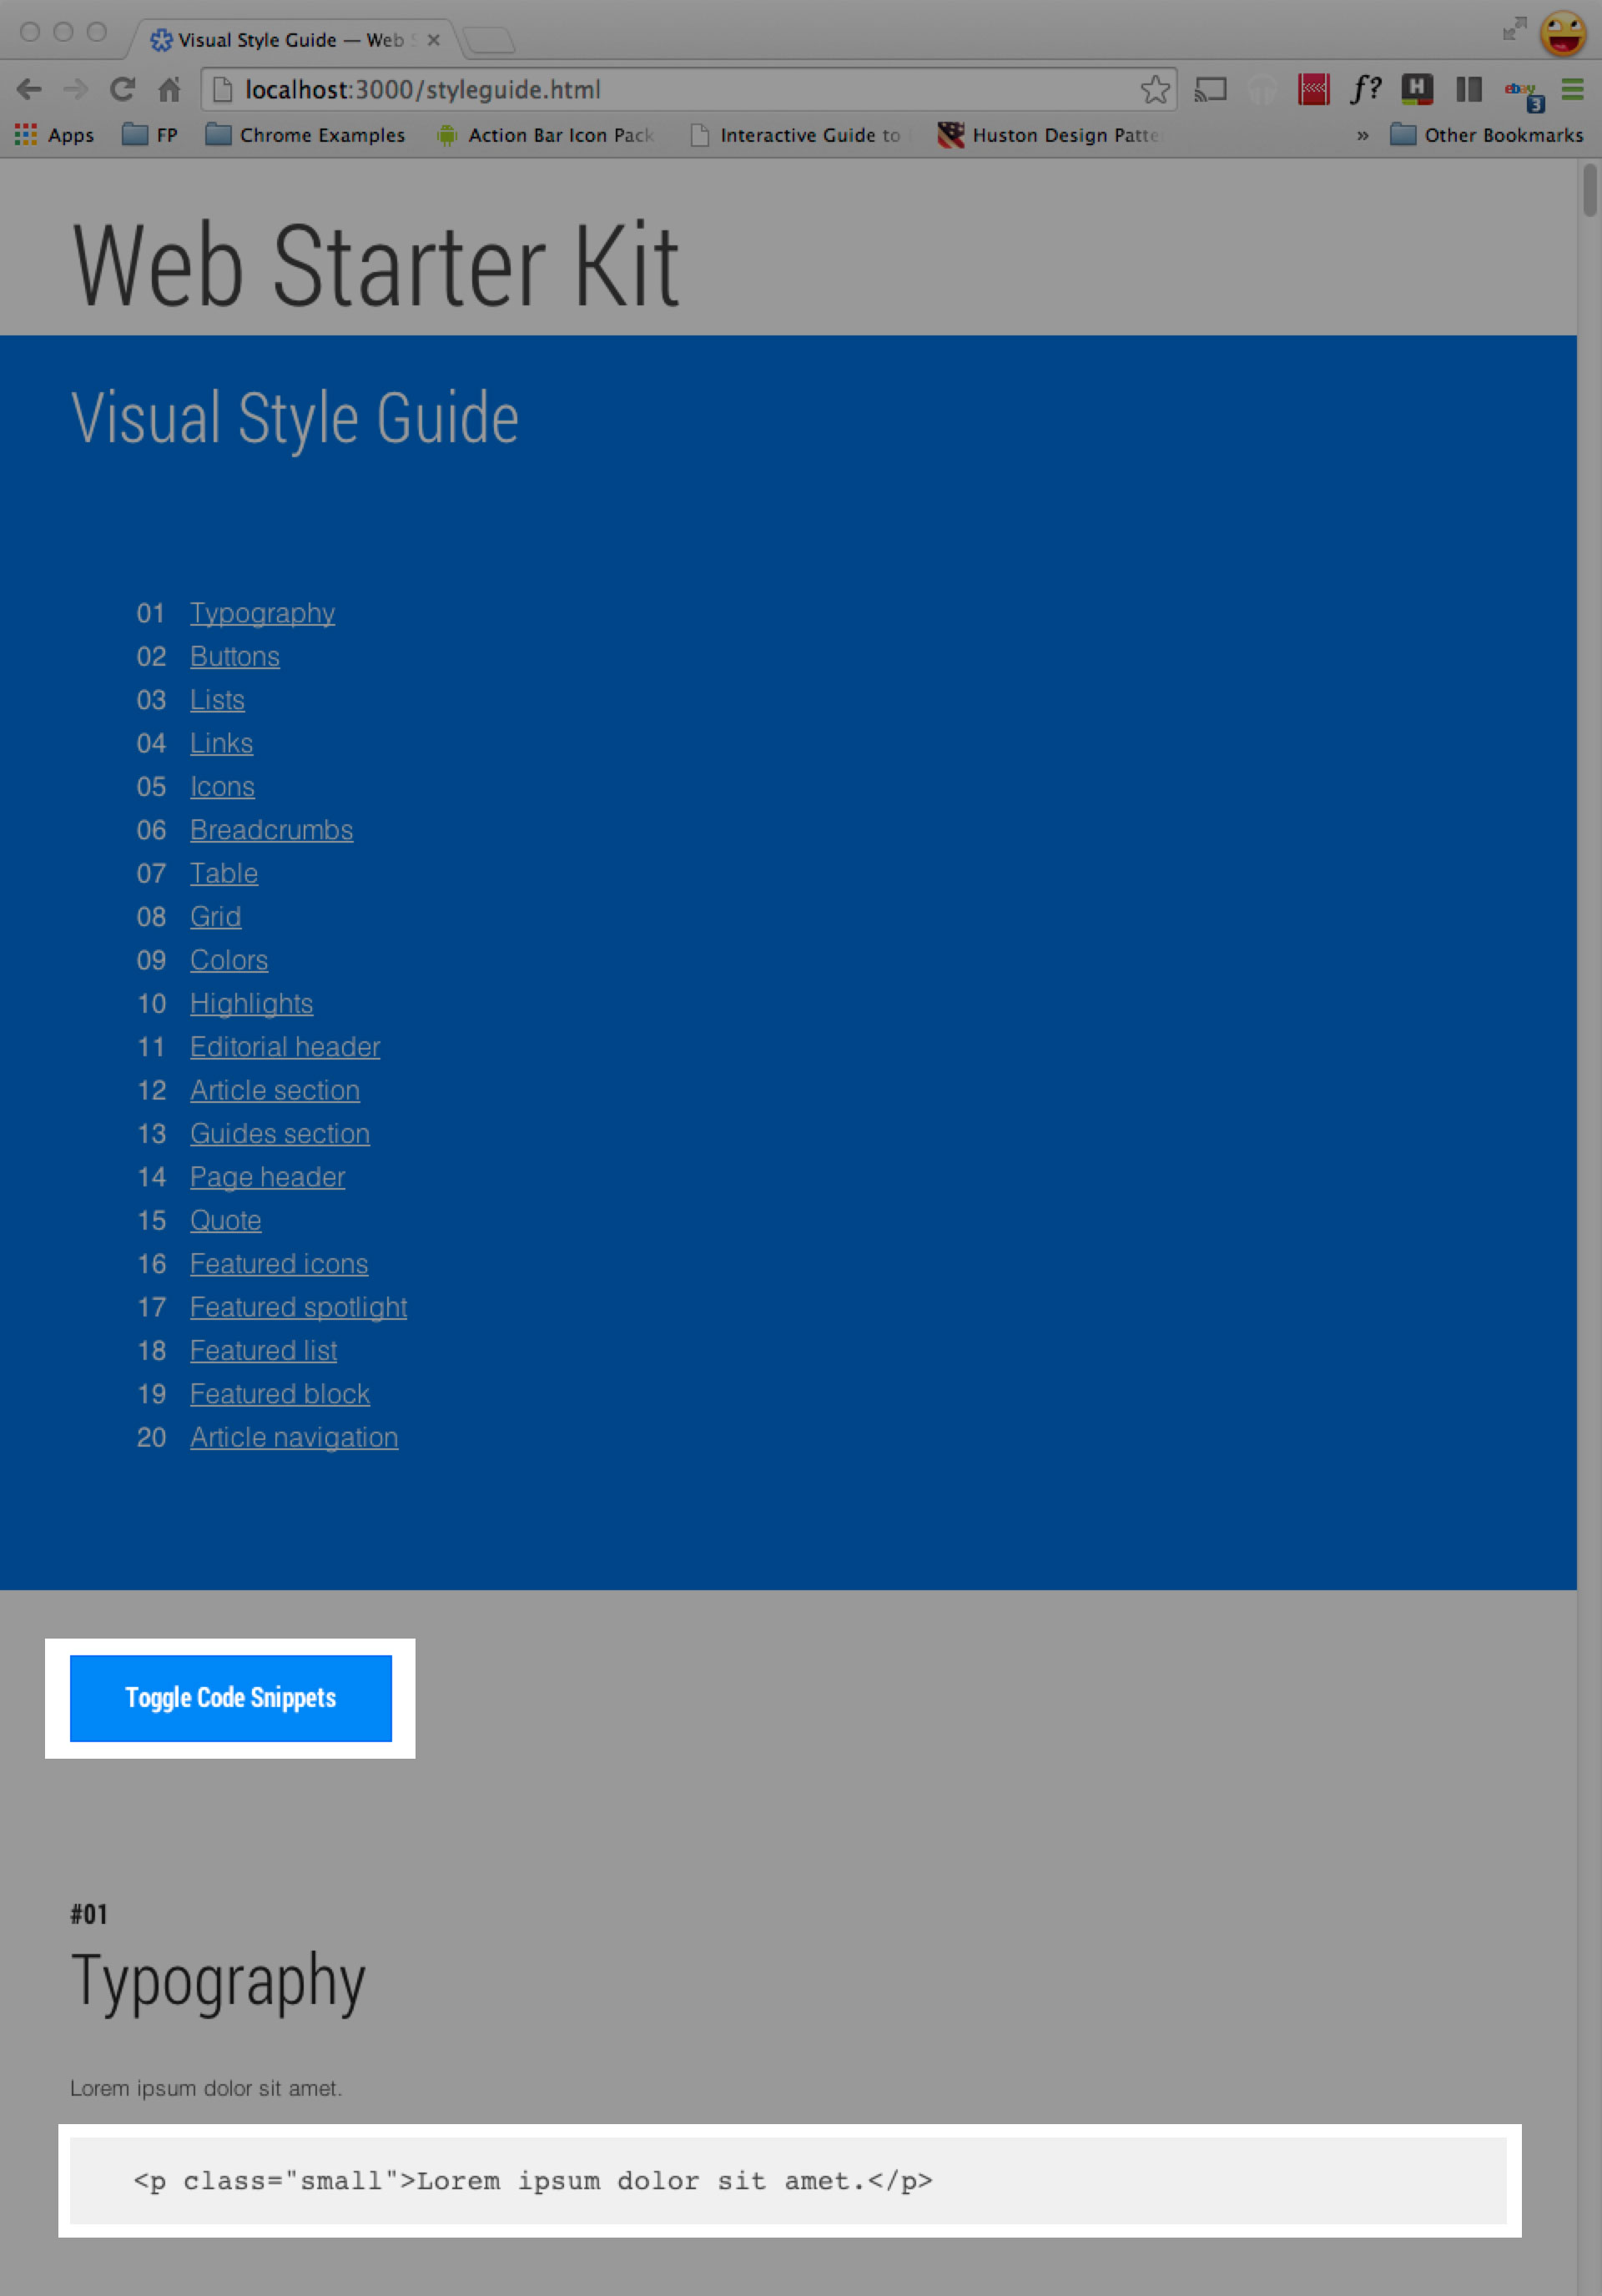 Visual Style Guide — Web
localhost:3000/styleguide.html
f?
H
ebay
3
Apps FP Chrome Examples Action Bar Icon Pack Interactive Guide to Huston Design Patte » Other Bookmarks
Web Starter Kit
Visual Style Guide
01 Typography
02 Buttons
03 Lists
04 Links
05 Icons
06 Breadcrumbs
07 Table
08 Grid
09 Colors
10 Highlights
11 Editorial header
12 Article section
13 Guides section
14 Page header
15 Quote
16 Featured icons
17 Featured spotlight
18 Featured list
19 Featured block
20 Article navigation
Toggle Code Snippets
#01
Typography
Lorem ipsum dolor sit amet.
<p class="small">Lorem ipsum dolor sit amet.</p>